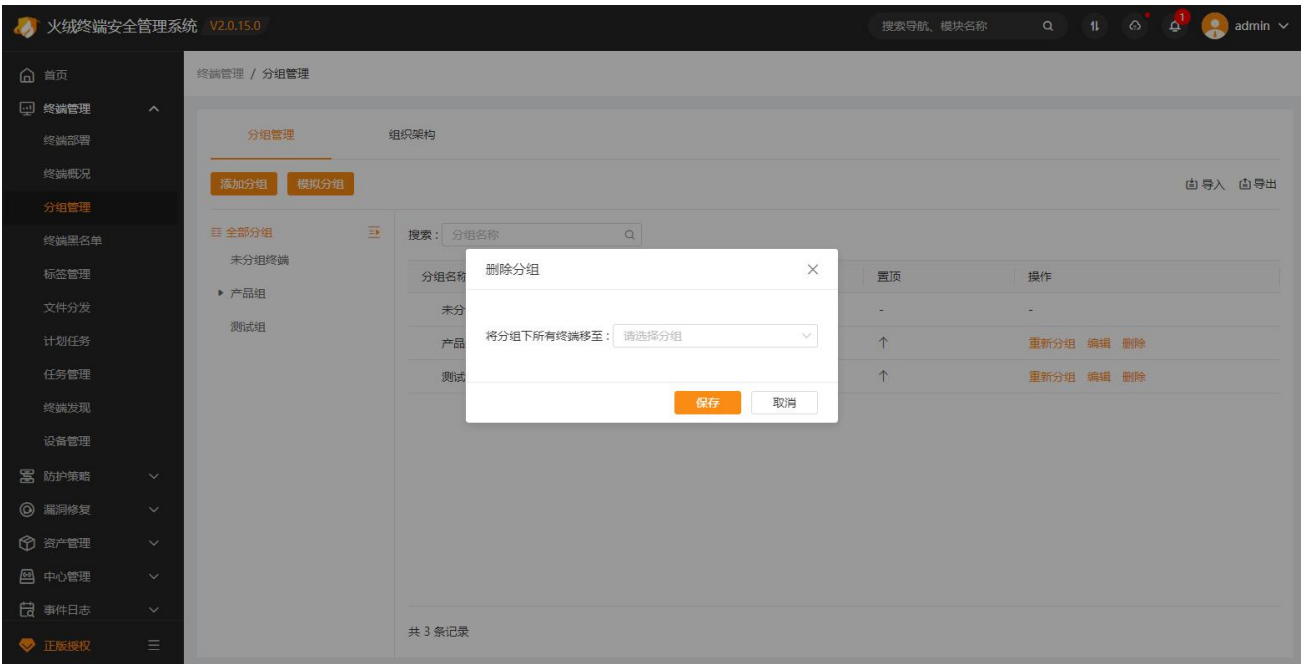 火绒终端安全管理系统 V2.0.15.0
搜索导航、模块名称
1
admin
首页
终端管理
终端部署
终端概况
分组管理
终端黑名单
标签管理
文件分发
计划任务
任务管理
终端发现
设备管理
防护策略
漏洞修复
资产管理
中心管理
事件日志
正版授权
终端管理 / 分组管理
分组管理 组织架构
添加分组 模拟分组 导入 导出
全部分组
未分组终端
产品组
测试组
搜索： 分组名称
分组名称 置顶 操作
未分 - -
产品 重新分组 编辑 删除
测试 重新分组 编辑 删除
共 3 条记录
删除分组
将分组下所有终端移至： 请选择分组
保存 取消